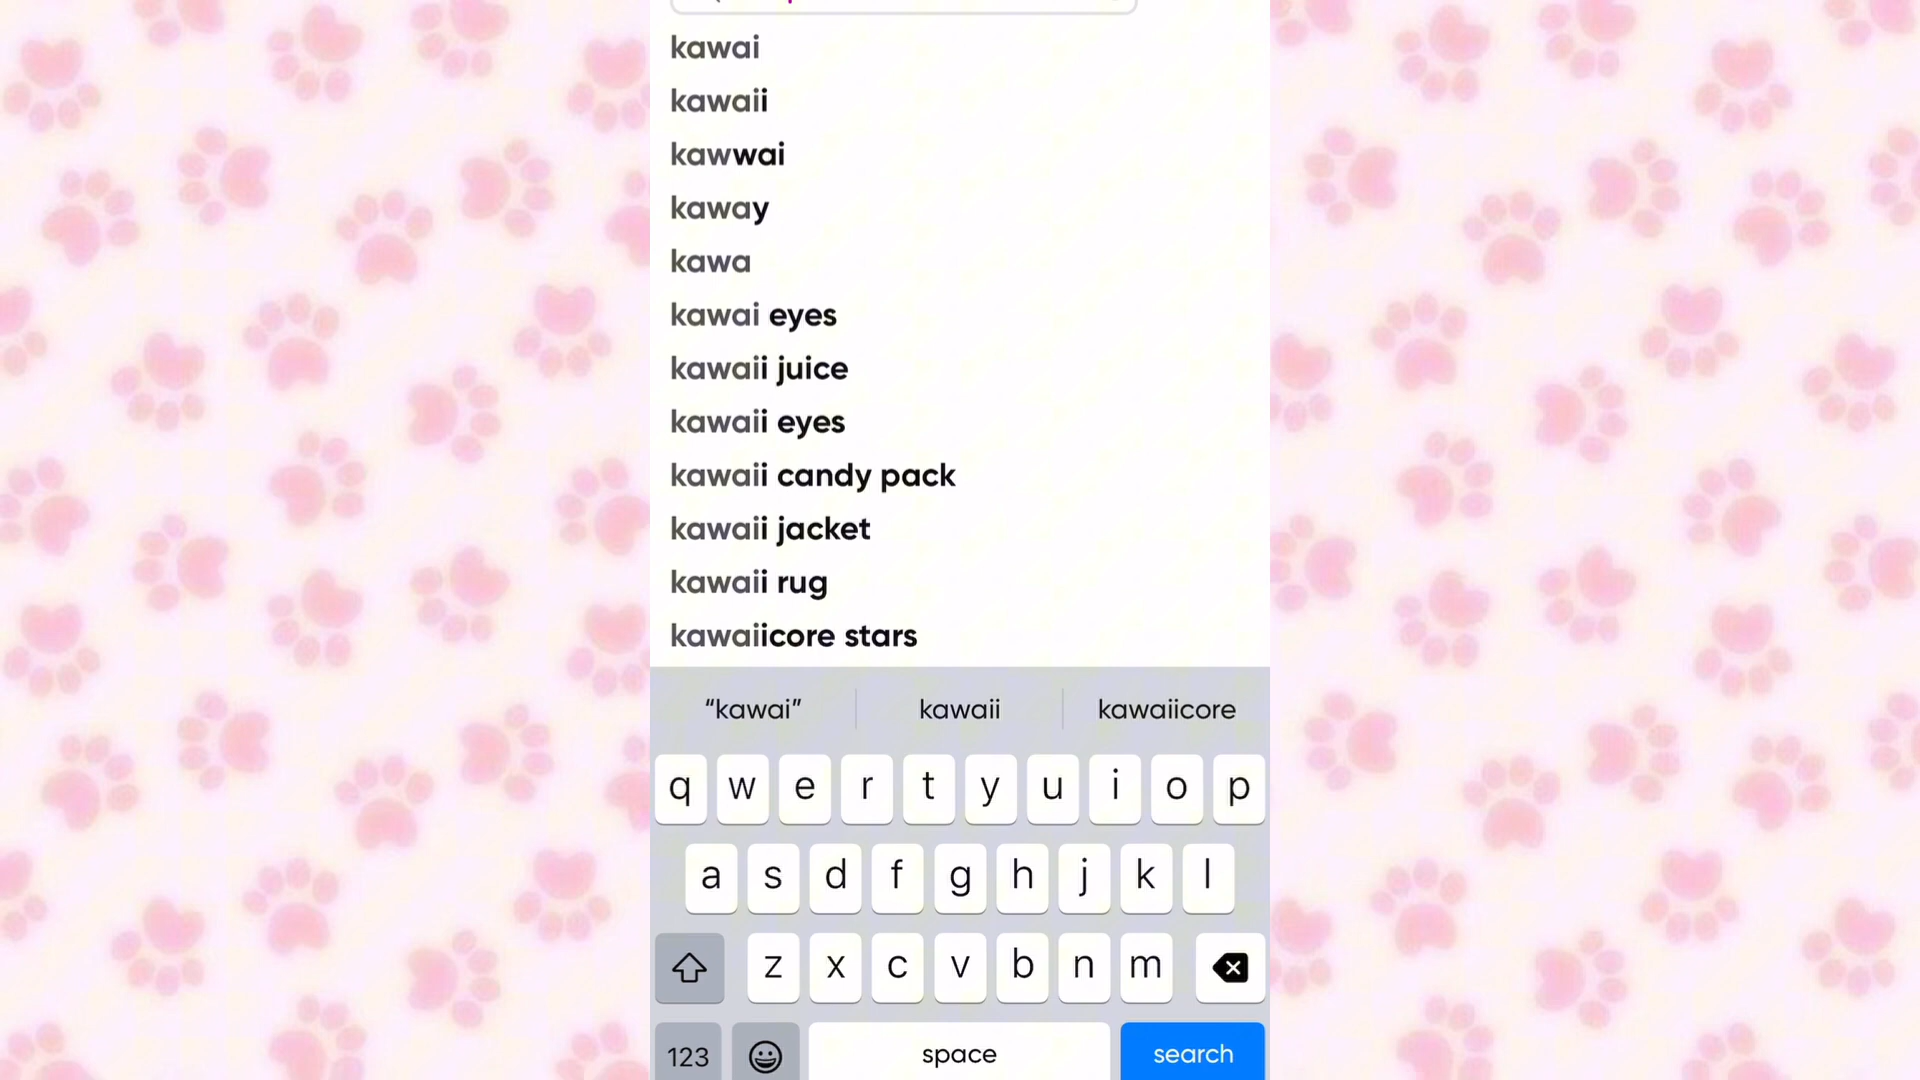 kawai
kawaii
kawwai
kaway
kawa
kawai eyes
kawaii juice
kawaii eyes
kawaii candy pack
kawaii jacket
kawaii rug
kawaiicore stars
“kawai” kawaii kawaiicore
q w e r t y u i o p
a s d f g h j k l
z x c v b n m
123 space search